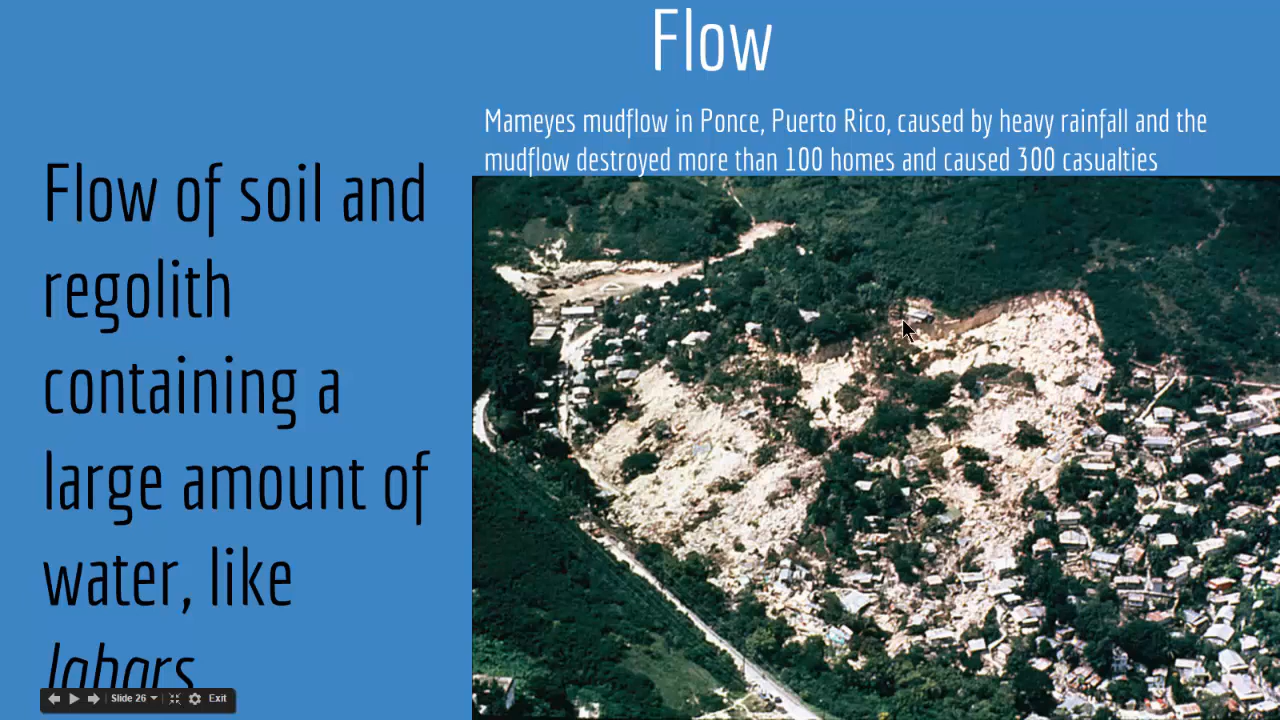 Flow
Mameyes mudflow in Ponce, Puerto Rico, caused by heavy rainfall and the
mudflow destroyed more than 100 homes and caused 300 casualties
Flow of soil and
regolith
containing a
large amount of
water, like
lahars
Slide 26
Exit